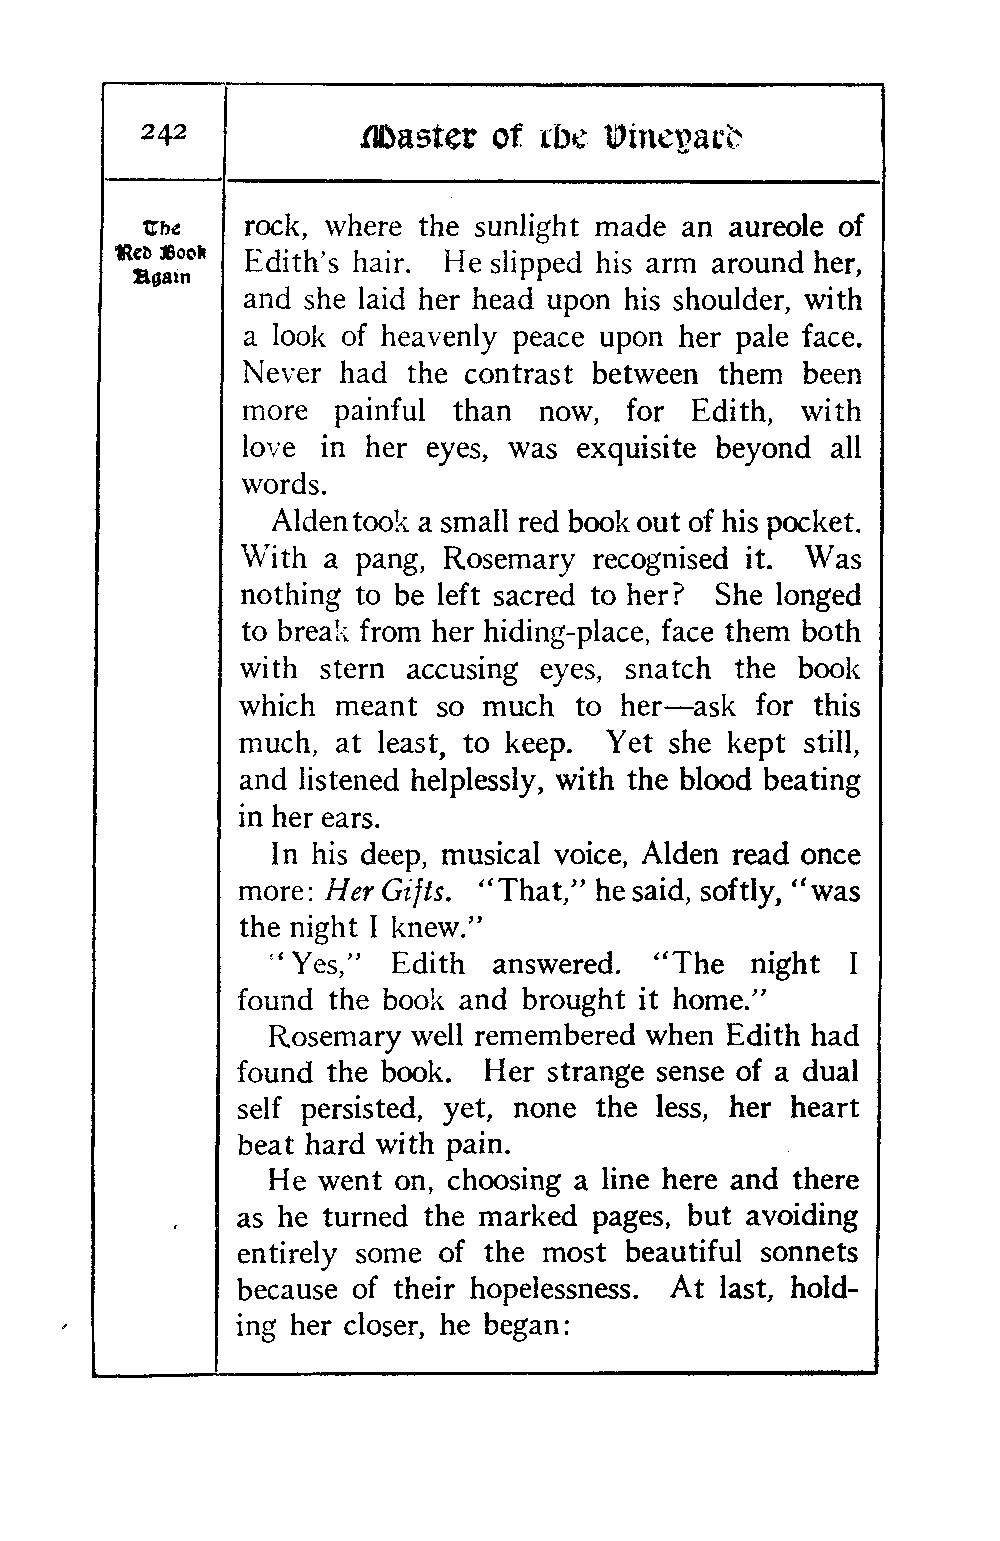 242
Master of the Vineyard
The
Red Book
Again
rock, where the sunlight made an aureole of
Edith's hair. He slipped his arm around her,
and she laid her head upon his shoulder, with
a look of heavenly peace upon her pale face.
Never had the contrast between them been
more painful than now, for Edith, with
love in her eyes, was exquisite beyond all
words.
Alden took a small red book out of his pocket.
With a pang, Rosemary recognised it. Was
nothing to be left sacred to her? She longed
to break from her hiding-place, face them both
with stern accusing eyes, snatch the book
which meant so much to her—ask for this
much, at least, to keep. Yet she kept still,
and listened helplessly, with the blood beating
in her ears.
In his deep, musical voice, Alden read once
more: Her Gifts. "That," he said, softly, "was
the night I knew."
"Yes," Edith answered. "The night I
found the book and brought it home."
Rosemary well remembered when Edith had
found the book. Her strange sense of a dual
self persisted, yet, none the less, her heart
beat hard with pain.
He went on, choosing a line here and there
as he turned the marked pages, but avoiding
entirely some of the most beautiful sonnets
because of their hopelessness. At last, hold-
ing her closer, he began: